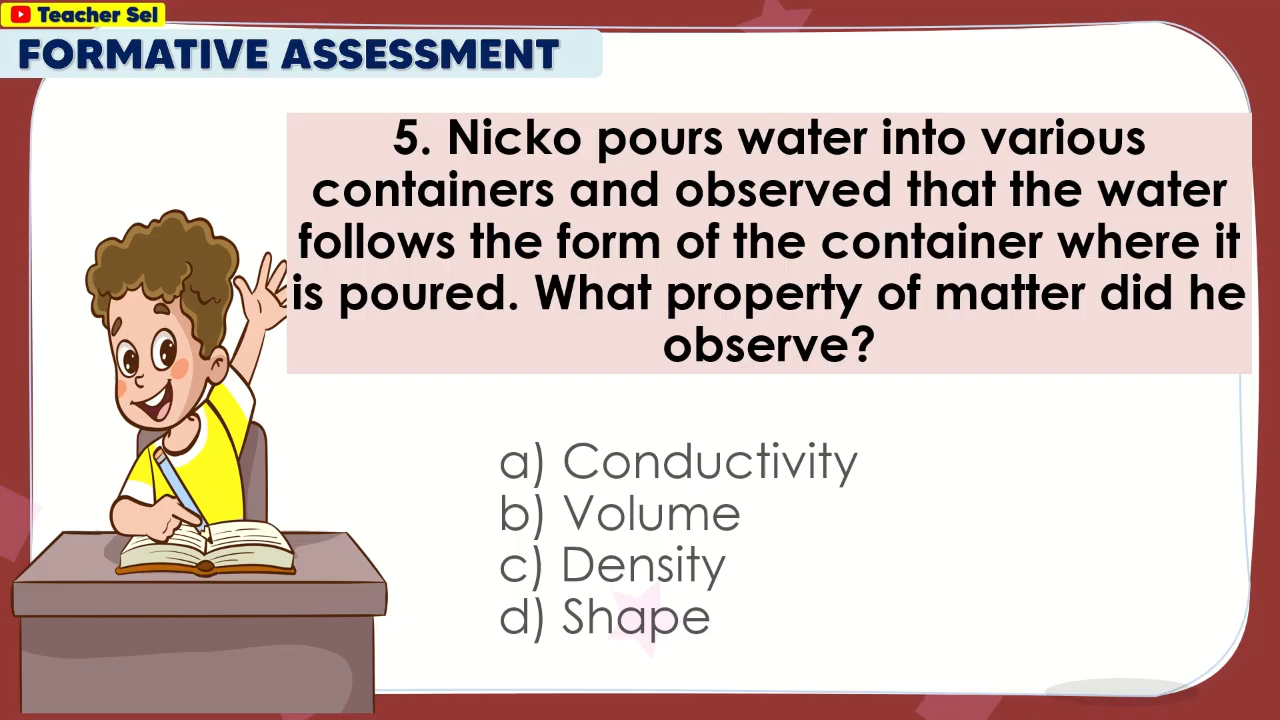 Teacher Sel
FORMATIVE ASSESSMENT
5. Nicko pours water into various
containers and observed that the water
follows the form of the container where it
is poured. What property of matter did he
observe?
a) Conductivity
b) Volume
c) Density
d) Shape